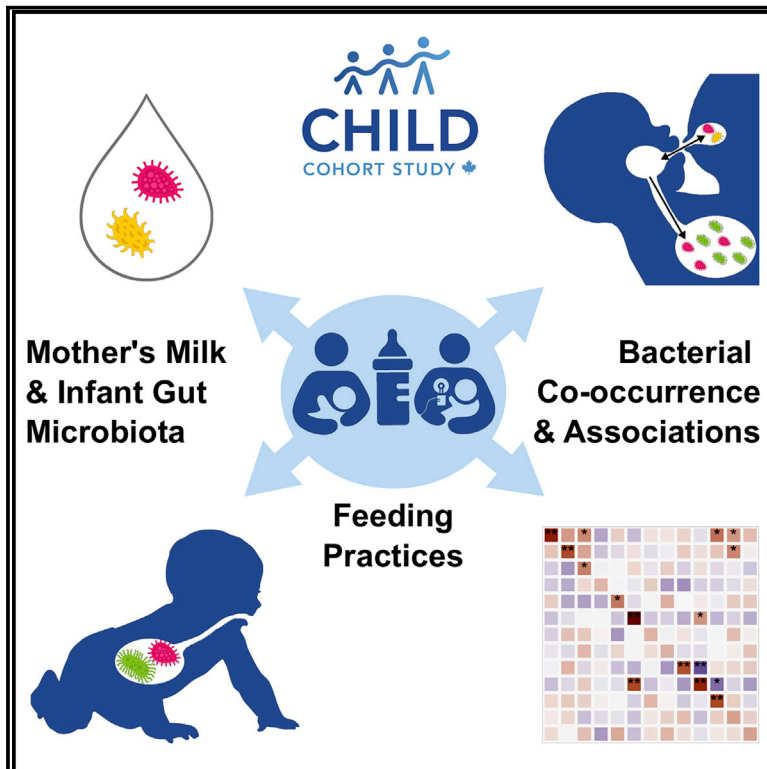 CHILD
COHORT STUDY
Mother's Milk
& Infant Gut
Microbiota
Bacterial
Co-occurrence
& Associations
Feeding
Practices
** * * *
** *
*
*
** *
** **
** ** *
**